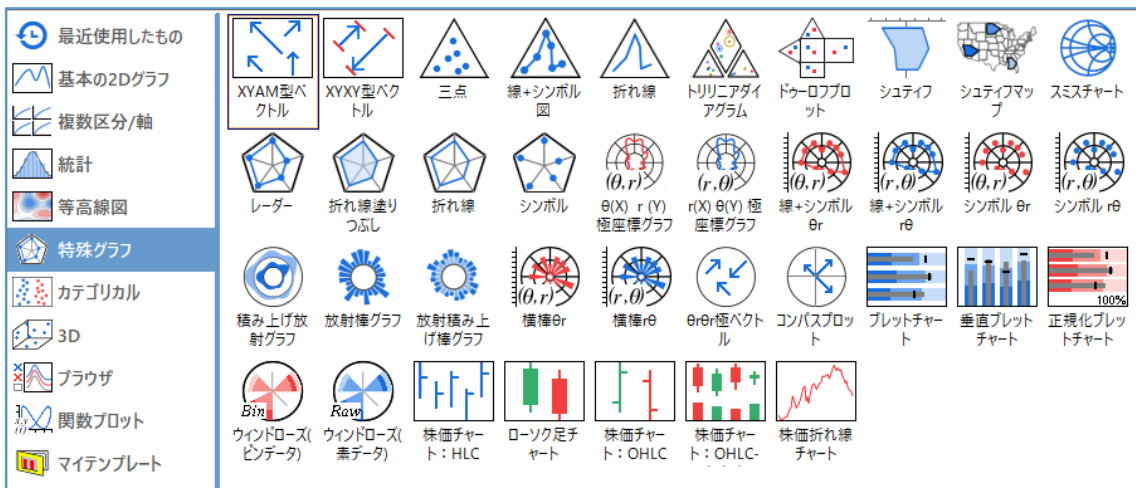 最近使用したもの
基本の2Dグラフ
複数区分/軸
統計
等高線図
特殊グラフ
カテゴリカル
3D
ブラウザ
関数プロット
マイテンプレート
XYAM型ベ
クトル
XYXY型ベク
トル
三点
線+シンボル
図
折れ線
トリリニアダイ
アグラム
ドゥーロフプロ
ット
シュティフ
シュティフマッ
プ
スミスチャート
レーダー
折れ線塗り
つぶし
折れ線
シンボル
(θ,r)
θ(X) r (Y)
極座標グラフ
(r,θ)
r(X) θ(Y) 極
座標グラフ
(θ,r)
線+シンボル
θr
(r,θ)
線+シンボル
rθ
(θ,r)
シンボル θr
(r,θ)
シンボル rθ
積み上げ放
射グラフ
放射棒グラフ
放射積み上
げ棒グラフ
(θ,r)
横棒θr
(r,θ)
横棒rθ
θrθr極ベクト
ル
コンパスプロッ
ト
ブレットチャー
ト
垂直ブレット
チャート
100%
正規化ブレッ
トチャート
Bin
ウィンドローズ(
ビンデータ)
Raw
ウィンドローズ(
素データ)
株価チャー
ト：HLC
ローソク足チ
ャート
株価チャー
ト：OHLC
株価チャー
ト：OHLC-
株価折れ線
チャート